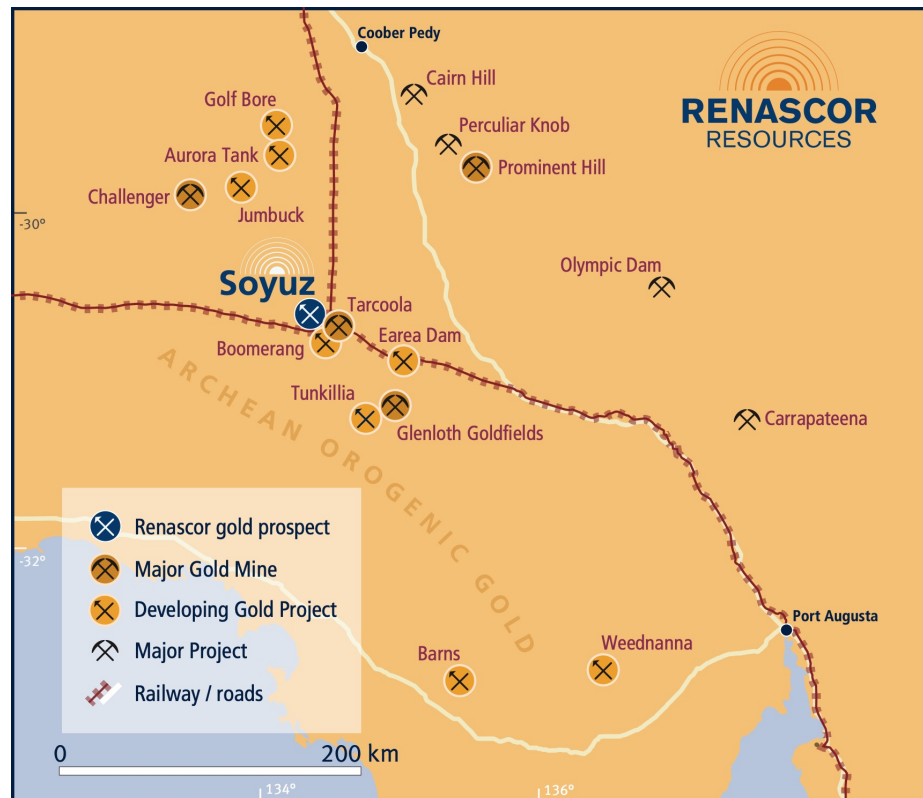 Coober Pedy
Cairn Hill
RENASCOR
RESOURCES
Golf Bore
Perculiar Knob
Aurora Tank
Prominent Hill
Challenger
Jumbuck
-30°
Olympic Dam
Soyuz
Tarcoola
Boomerang
Earea Dam
Tunkillia
Glenloth Goldfields
Carrapateena
ARCHEAN OROGENIC GOLD
Renascor gold prospect
-32°
Major Gold Mine
Developing Gold Project
Major Project
Railway / roads
Port Augusta
Barns
Weednanna
0 200 km
134° 136°